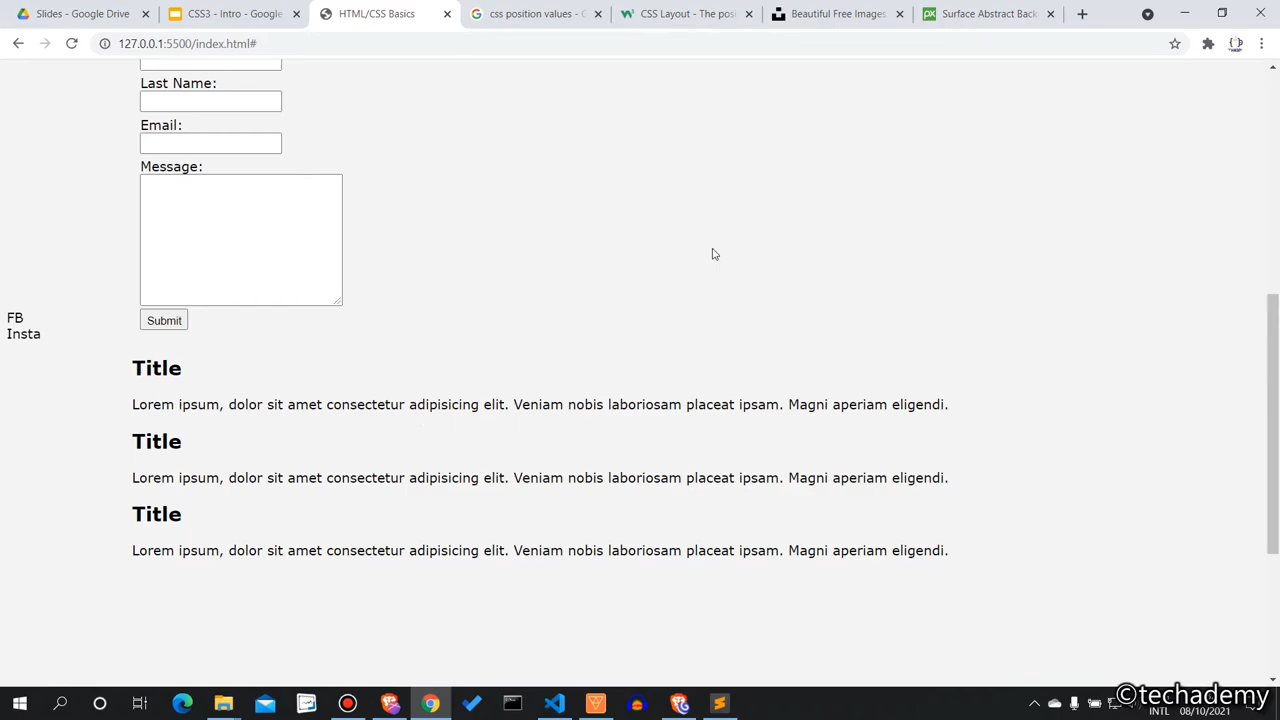 Slides - Google Drive
CSS3 - Intro - Google
HTML/CSS Basics
css position values - G
CSS Layout - The pos
Beautiful Free Images
Surface Abstract Back
127.0.0.1:5500/index.html#
Last Name:
Email:
Message:
FB
Insta
Submit
Title
Lorem ipsum, dolor sit amet consectetur adipisicing elit. Veniam nobis laboriosam placeat ipsam. Magni aperiam eligendi.
Title
Lorem ipsum, dolor sit amet consectetur adipisicing elit. Veniam nobis laboriosam placeat ipsam. Magni aperiam eligendi.
Title
Lorem ipsum, dolor sit amet consectetur adipisicing elit. Veniam nobis laboriosam placeat ipsam. Magni aperiam eligendi.
©techademy
INTL 08/10/2021